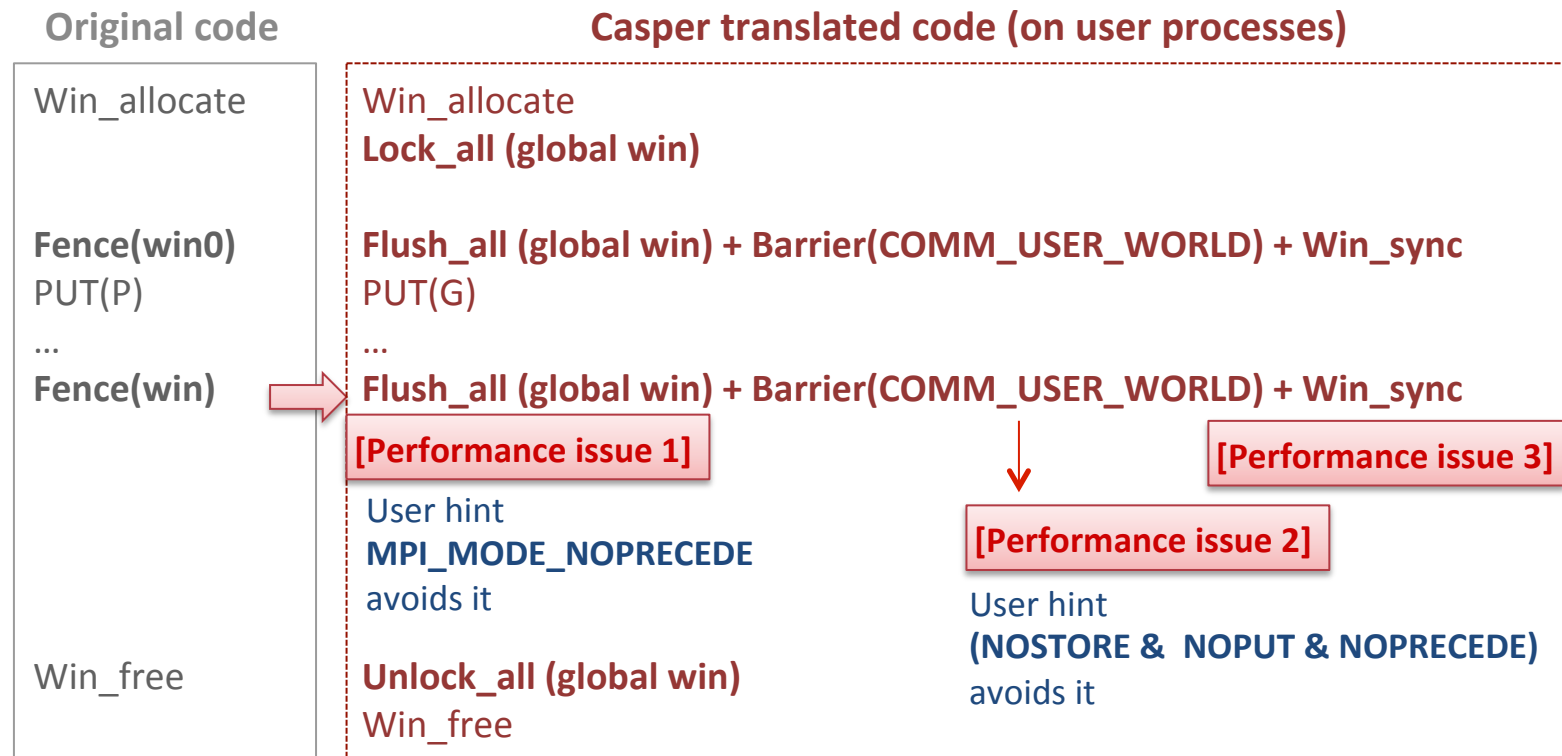 Original code
Casper translated code (on user processes)
Win_allocate
Win_allocate
Lock_all (global win)
Fence(win0)
Flush_all (global win) + Barrier(COMM_USER_WORLD) + Win_sync
PUT(P)
PUT(G)
...
...
Fence(win)
Flush_all (global win) + Barrier(COMM_USER_WORLD) + Win_sync
[Performance issue 1]
[Performance issue 3]
User hint
MPI_MODE_NOPRECEDE
avoids it
[Performance issue 2]
User hint
(NOSTORE &  NOPUT & NOPRECEDE)
avoids it
Win_free
Unlock_all (global win)
Win_free